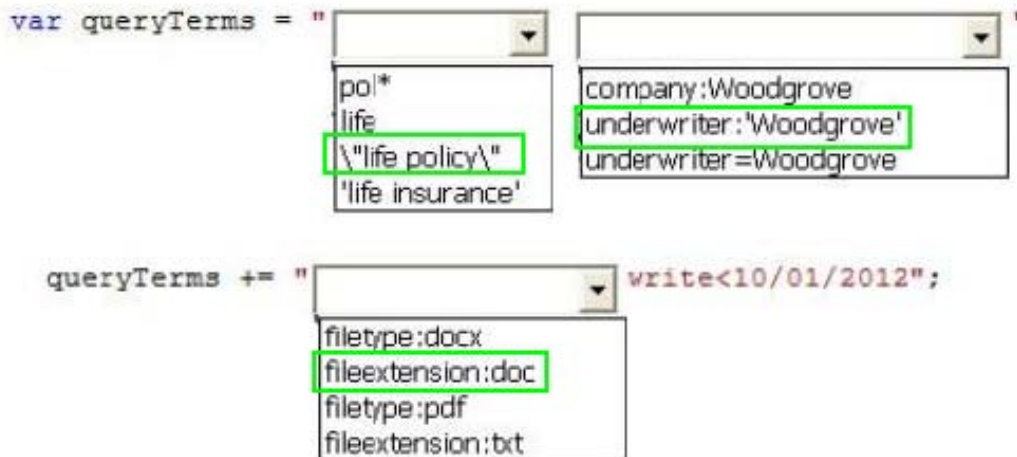 var queryTerms = " "
pol*
life
\"life policy\"
'life insurance'
company:Woodgrove
underwriter:'Woodgrove'
underwriter=Woodgrove
queryTerms += " write<10/01/2012";
filetype:docx
fileextension:doc
filetype:pdf
fileextension:txt